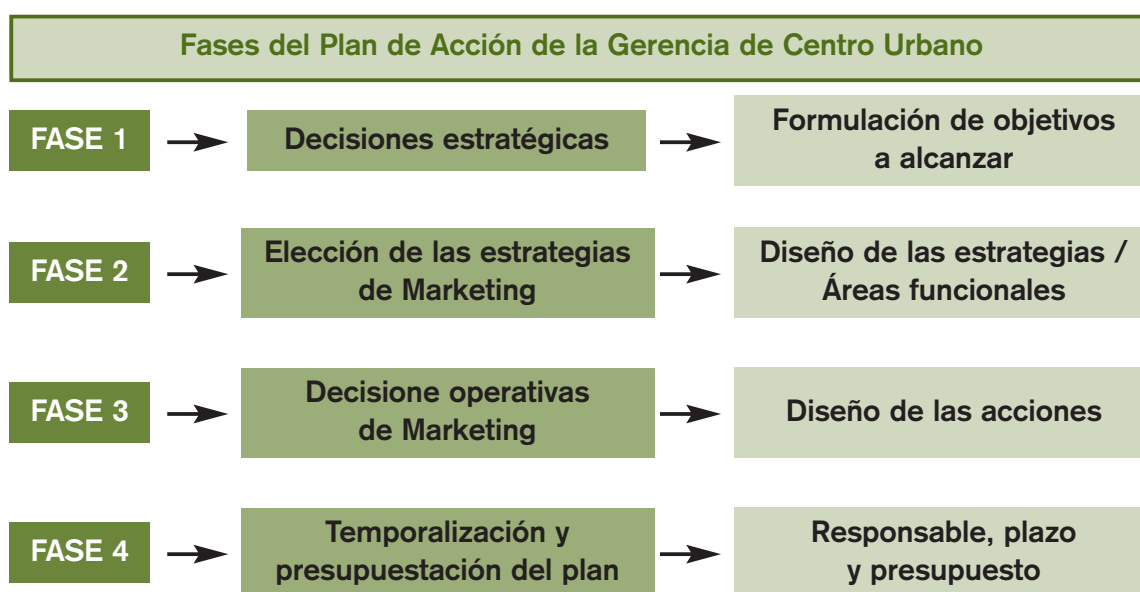 Fases del Plan de Acción de la Gerencia de Centro Urbano
FASE 1
Decisiones estratégicas
Formulación de objetivos
a alcanzar
FASE 2
Elección de las estrategias
de Marketing
Diseño de las estrategias /
Áreas funcionales
FASE 3
Decisione operativas
de Marketing
Diseño de las acciones
FASE 4
Temporalización y
presupuestación del plan
Responsable, plazo
y presupuesto